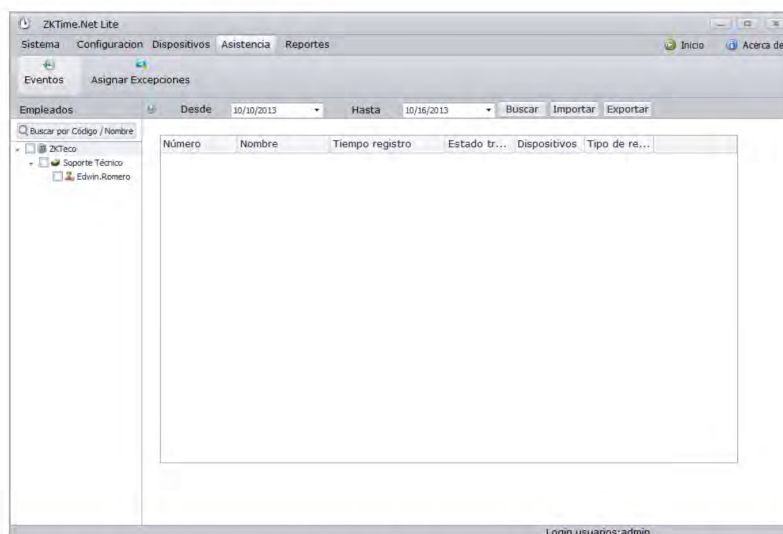 ZKTime.Net Lite
Sistema Configuracion Dispositivos Asistencia Reportes Inicio Acerca de
Eventos Asignar Excepciones
Empleados Desde 10/10/2013 Hasta 10/16/2013 Buscar Importar Exportar
Buscar por Código / Nombre
Número Nombre Tiempo registro Estado tr... Dispositivos Tipo de re...
ZKTeco
Soporte Técnico
Edwin.Romero
Login usuarios:admin